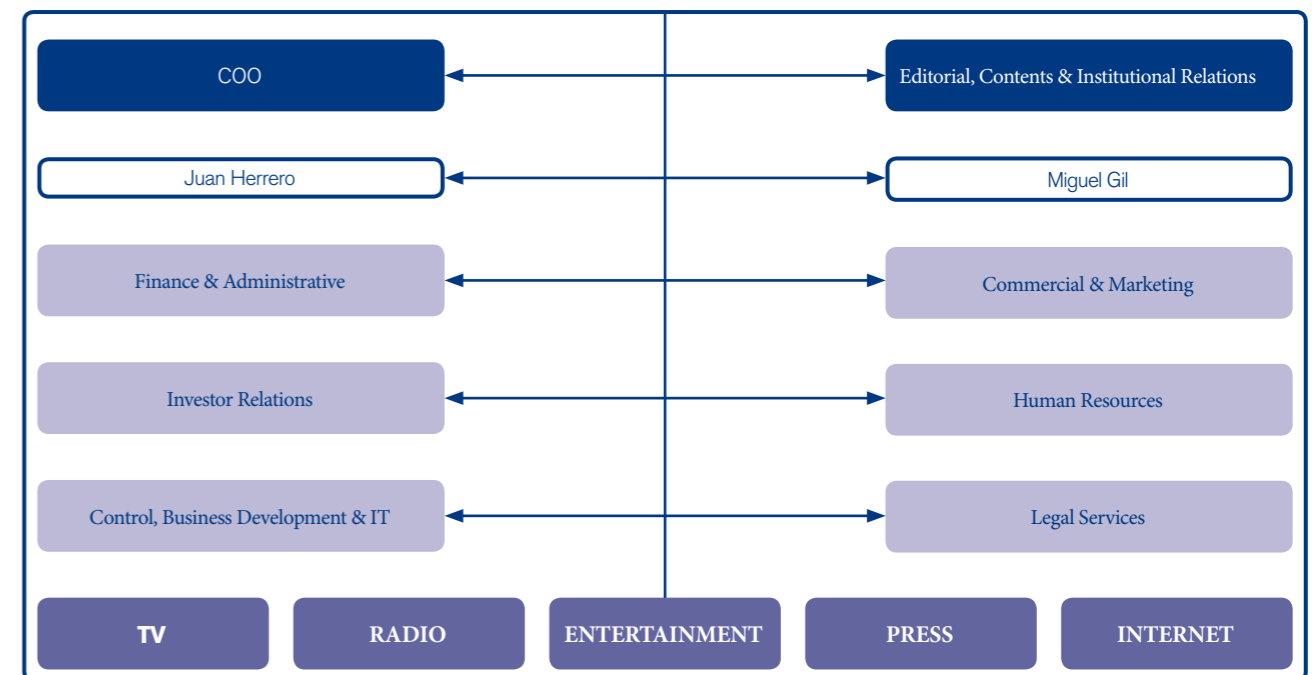 COO
Editorial, Contents & Institutional Relations
Juan Herrero
Miguel Gil
Finance & Administrative
Commercial & Marketing
Investor Relations
Human Resources
Control, Business Development & IT
Legal Services
TV
RADIO
ENTERTAINMENT
PRESS
INTERNET